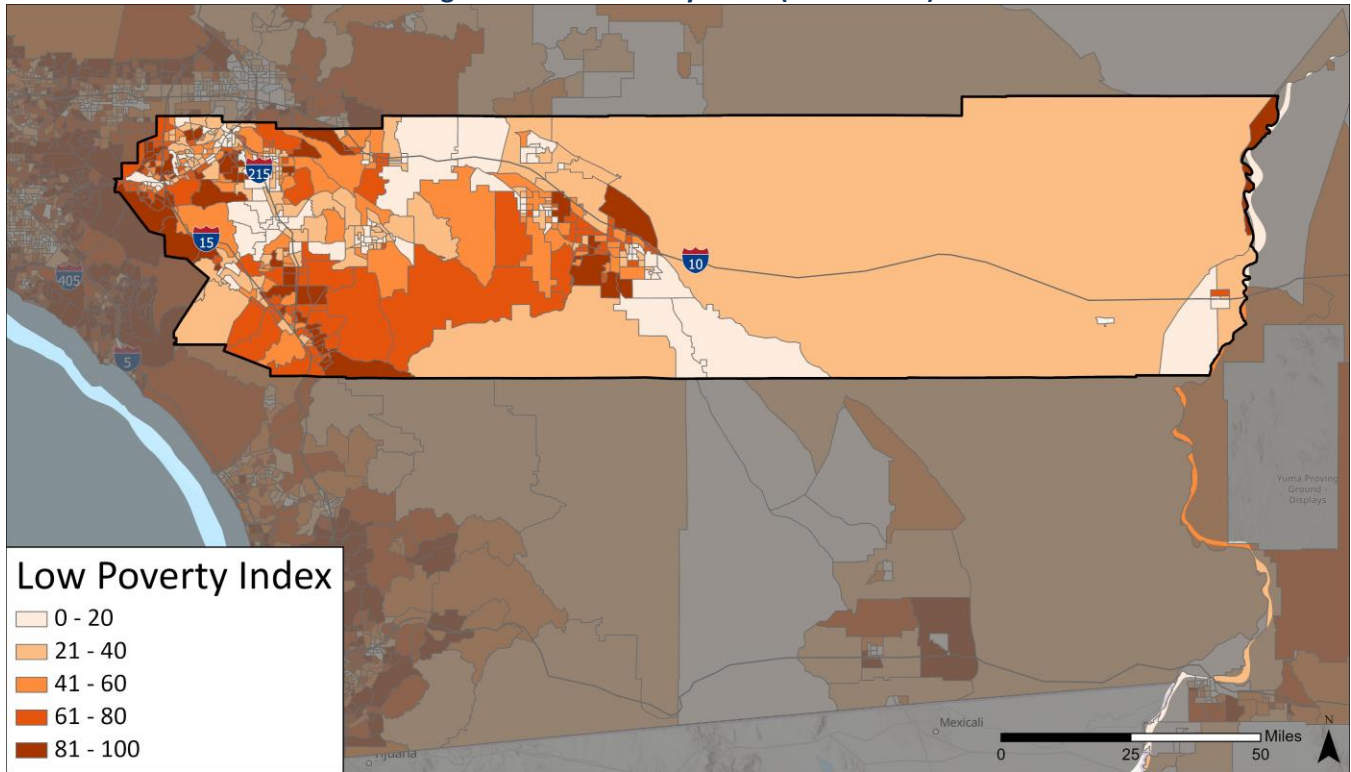 215
15
10
405
5
Yuma Proving
Ground -
Displays
Mexicali
Low Poverty Index
0 - 20
21 - 40
41 - 60
61 - 80
81 - 100
N
Miles
0 25 50